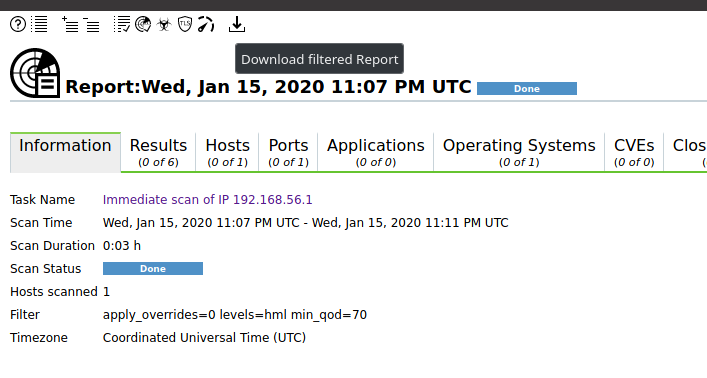 TLS
Download filtered Report
Report:Wed, Jan 15, 2020 11:07 PM UTC Done
Information Results Hosts Ports Applications Operating Systems CVEs Clos
(0 of 6) (0 of 1) (0 of 1) (0 of 0) (0 of 1) (0 of 0) (
Task Name Immediate scan of IP 192.168.56.1
Scan Time Wed, Jan 15, 2020 11:07 PM UTC - Wed, Jan 15, 2020 11:11 PM UTC
Scan Duration 0:03 h
Scan Status Done
Hosts scanned 1
Filter apply_overrides=0 levels=hml min_qod=70
Timezone Coordinated Universal Time (UTC)